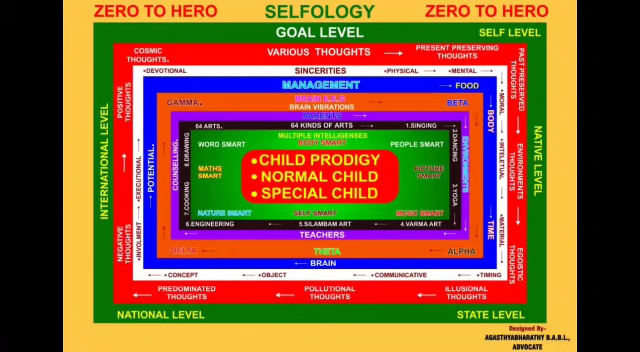 ZERO TO HERO SELFOLOGY ZERO TO HERO
GOAL LEVEL SELF LEVEL
COSMIC THOUGHTS. VARIOUS THOUGHTS PRESENT PRESERVING THOUGHTS
•DEVOTIONAL SINCERITIES •PHYSICAL •MENTAL
MANAGEMENT FOOD
GAMMA. BRAIN E.E.G BETA
BRAIN VIBRATIONS
PARENTS
64 ARTS. 64 KINDS OF ARTS 1.SINGING
MULTIPLE INTELLIGENSES
WORD SMART BODY SMART PEOPLE SMART
•CHILD PRODIGY
MATHS SMART •NORMAL CHILD PICTURE SMART
•SPECIAL CHILD
NATURE SMART SELF SMART MUSIC SMART
6.ENGINEERING 5.SILAMBAM ART 4.VARMA ART
TEACHERS
DELTA THETA ALPHA.
BRAIN
•CONCEPT •OBJECT •COMMUNICATIVE •TIMING
PREDOMINATED THOUGHTS POLLUTIONAL THOUGHTS ILLUSIONAL THOUGHTS
NATIONAL LEVEL STATE LEVEL
INTERNATIONAL LEVEL
POSITIVE THOUGHTS
NEGATIVE THOUGHTS
•EXECUTIONAL
•INVOLMENT
POTENTIAL.
COUNSELLING.
8.DRAWING
7.COOKING
2.DANCING
3.YOGA
ENVIRONMENTS
BODY
TIME
•MORAL
•INTELETUAL
•MATERIAL
PAST PRESERVED THOUGHTS
ENVIRONMENTS THOUGHTS
EGOISTIC THOUGHTS
NATIVE LEVEL
Designed By-
AGASTHYABHARATHY B.A.B.L.,
ADVOCATE